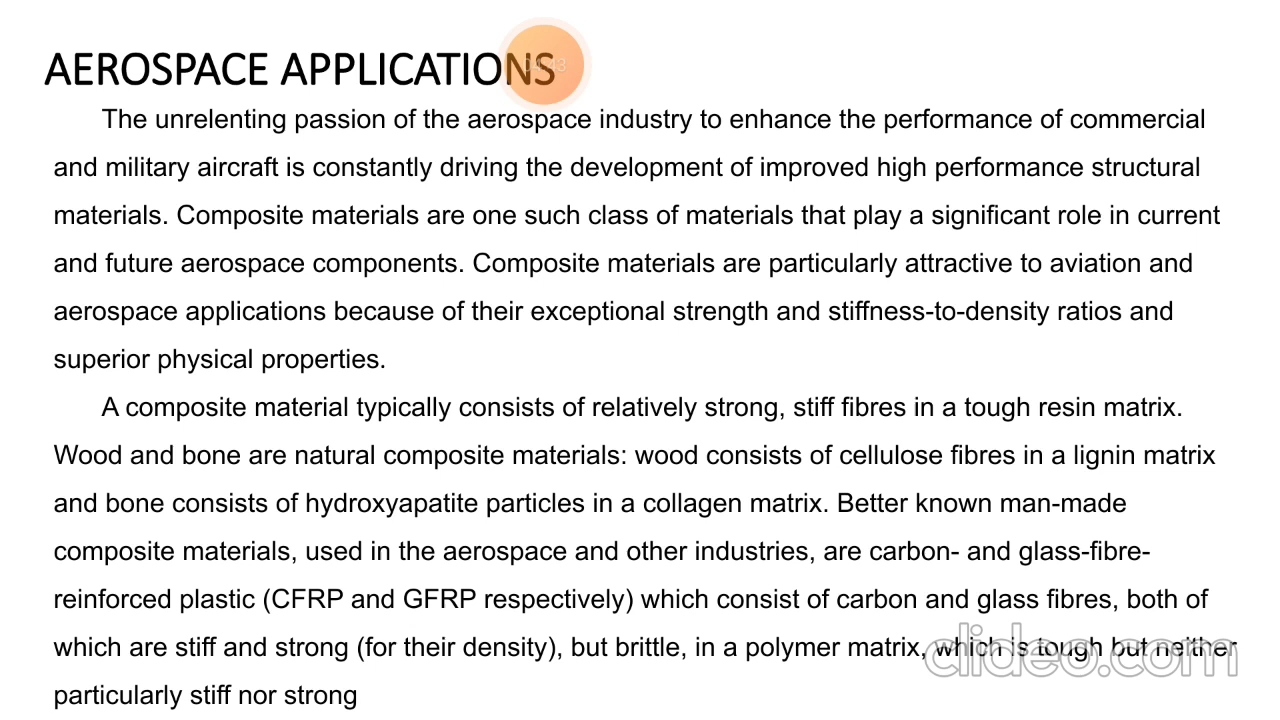 AEROSPACE APPLICATIONS
04:43
The unrelenting passion of the aerospace industry to enhance the performance of commercial
and military aircraft is constantly driving the development of improved high performance structural
materials. Composite materials are one such class of materials that play a significant role in current
and future aerospace components. Composite materials are particularly attractive to aviation and
aerospace applications because of their exceptional strength and stiffness-to-density ratios and
superior physical properties.
A composite material typically consists of relatively strong, stiff fibres in a tough resin matrix.
Wood and bone are natural composite materials: wood consists of cellulose fibres in a lignin matrix
and bone consists of hydroxyapatite particles in a collagen matrix. Better known man-made
composite materials, used in the aerospace and other industries, are carbon- and glass-fibre-
reinforced plastic (CFRP and GFRP respectively) which consist of carbon and glass fibres, both of
which are stiff and strong (for their density), but brittle, in a polymer matrix, which is tough but neither
particularly stiff nor strong
clideo.com